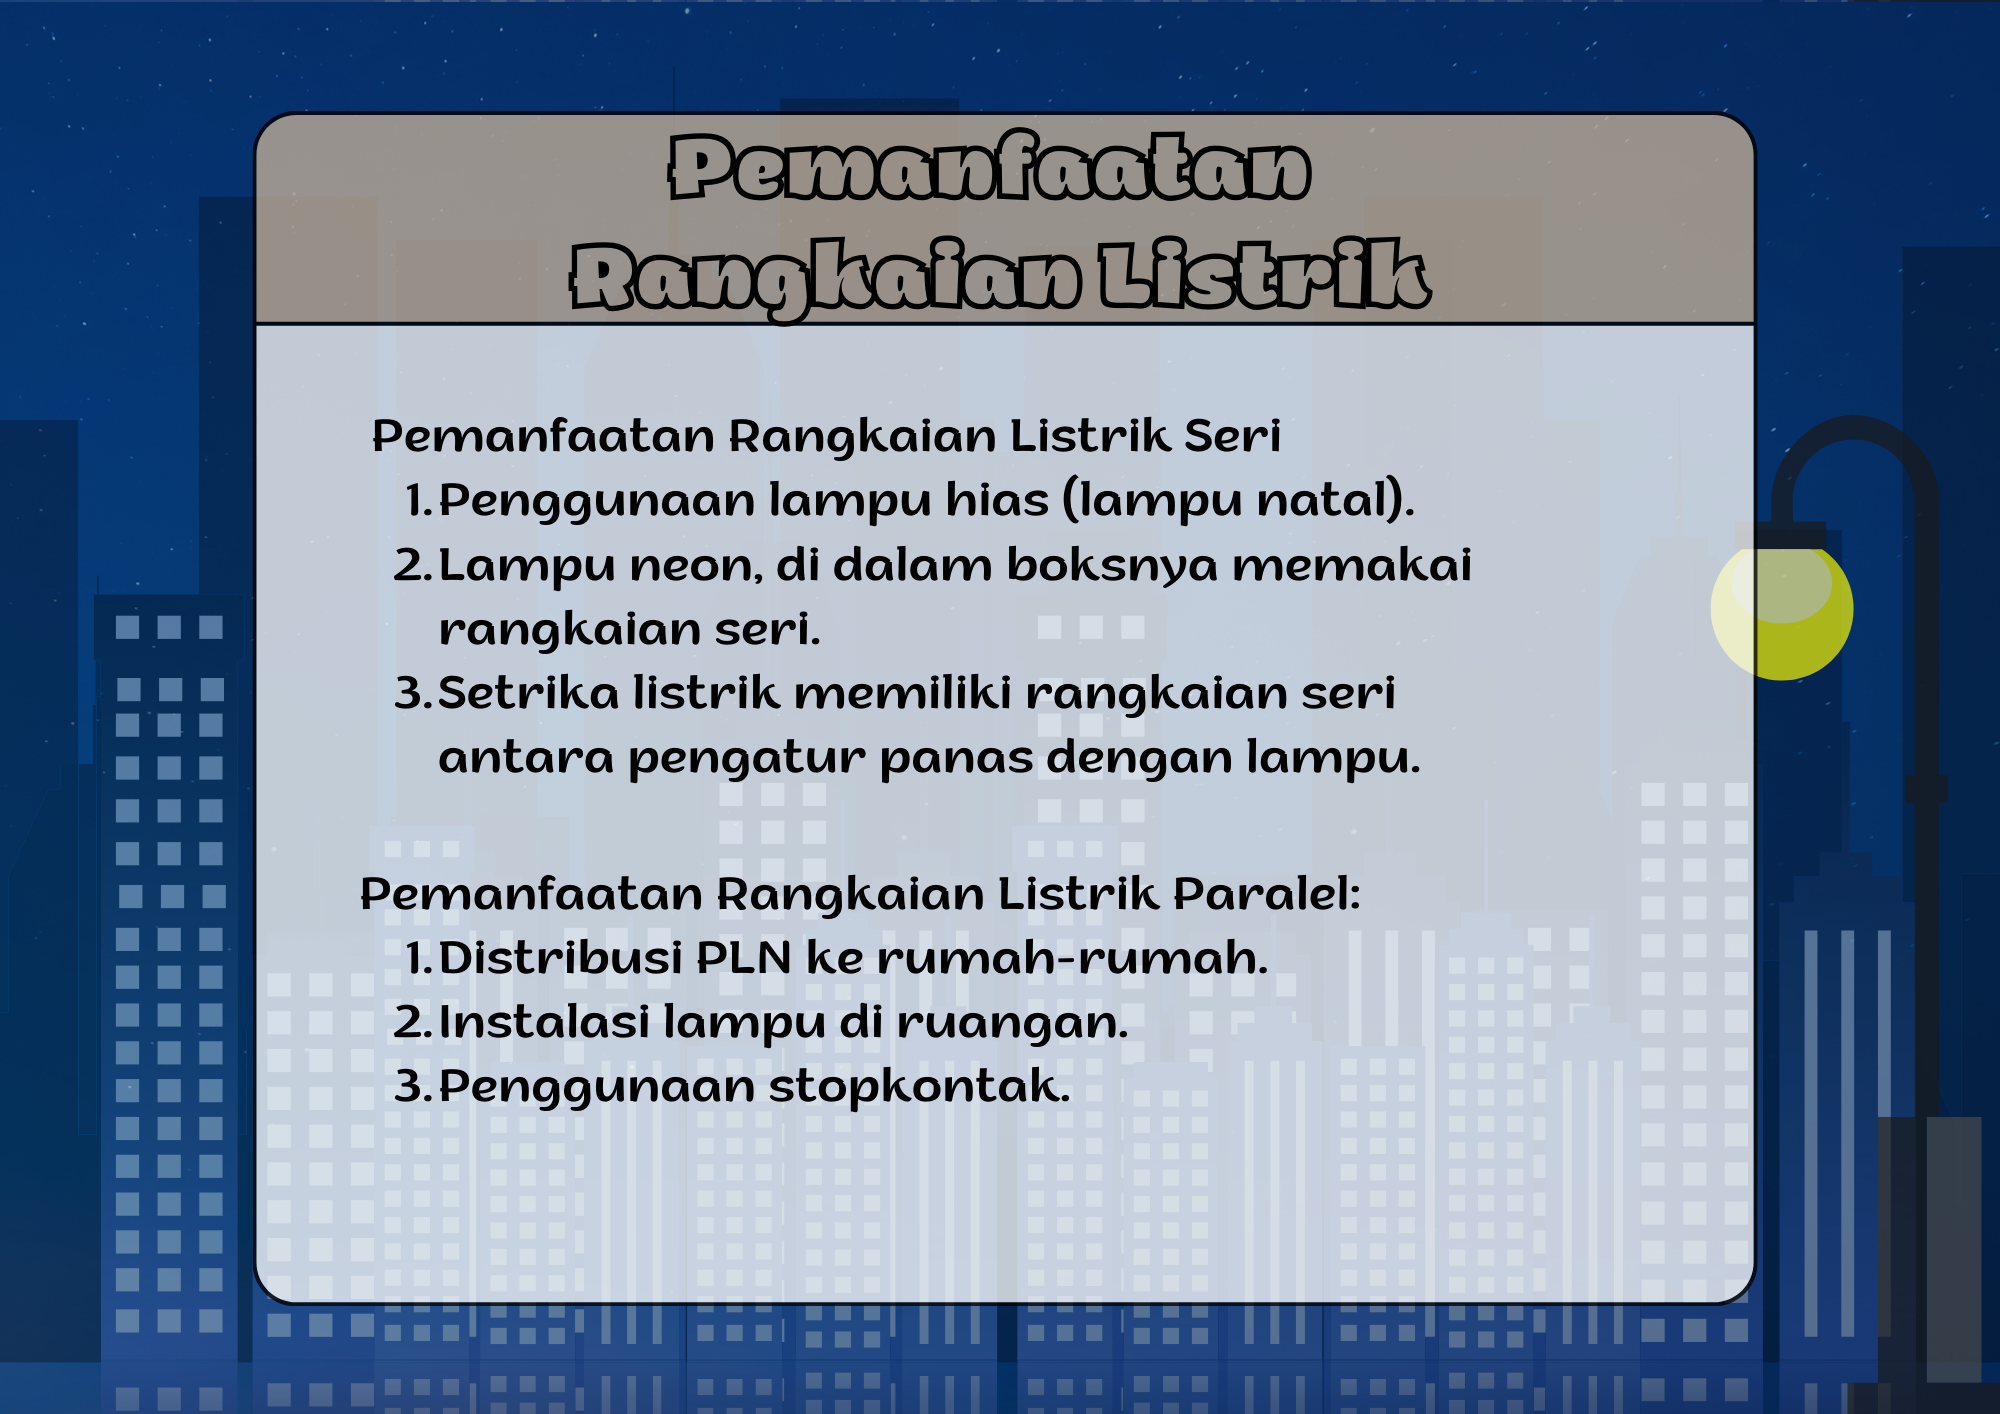 Pemanfaatan
Rangkaian Listrik
Pemanfaatan Rangkaian Listrik Seri
1. Penggunaan lampu hias (lampu natal).
2. Lampu neon, di dalam boksnya memakai
rangkaian seri.
3. Setrika listrik memiliki rangkaian seri
antara pengatur panas dengan lampu.
Pemanfaatan Rangkaian Listrik Paralel:
1. Distribusi PLN ke rumah-rumah.
2. Instalasi lampu di ruangan.
3. Penggunaan stopkontak.